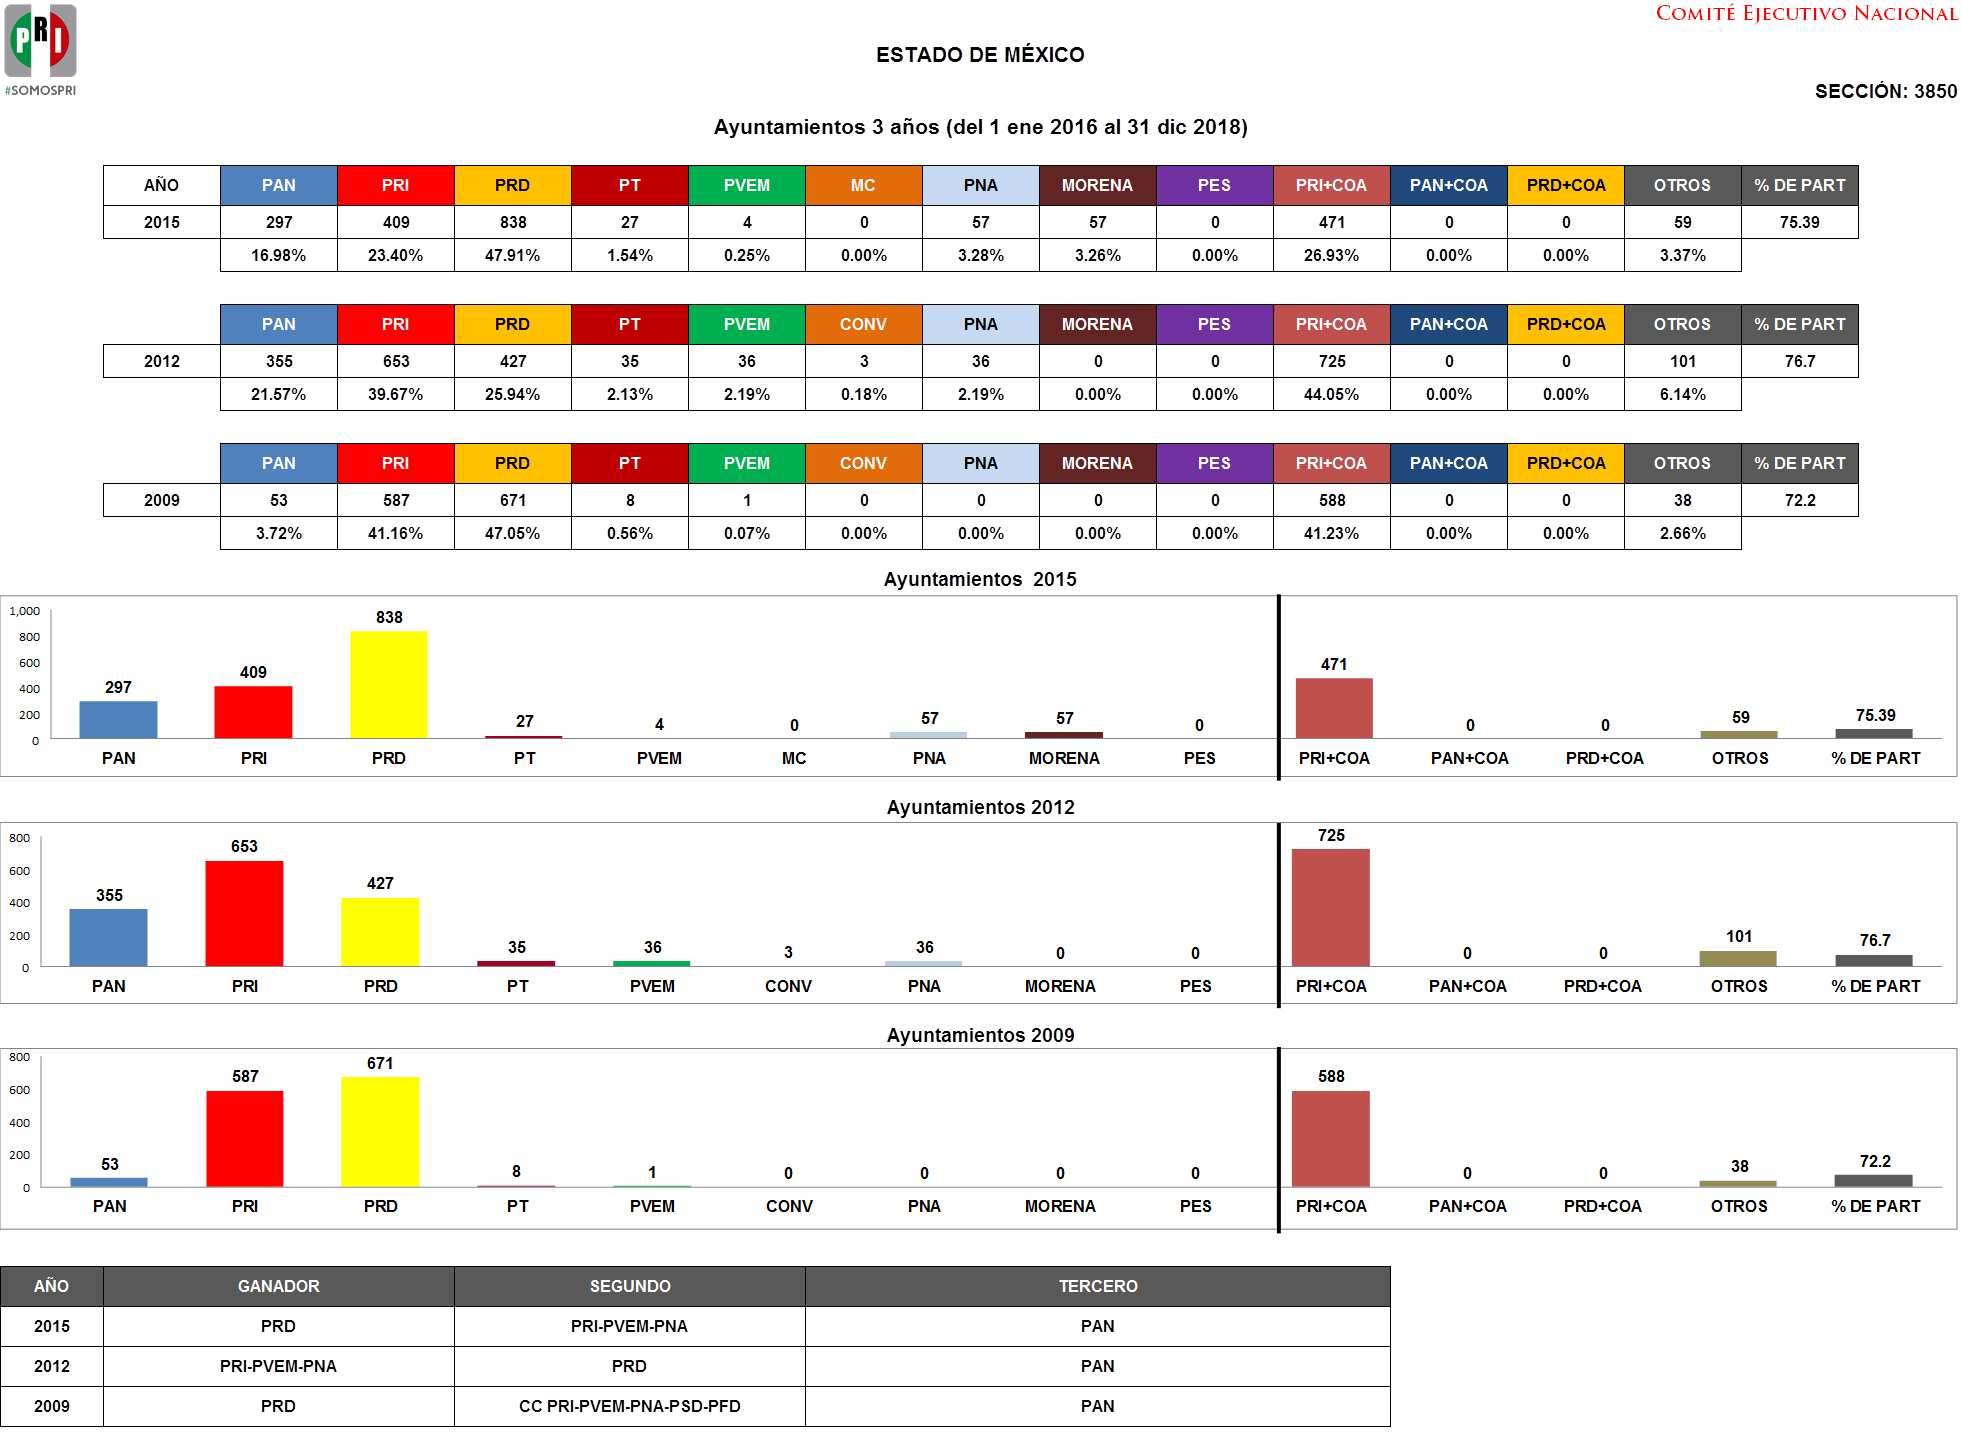 COMITÉ EJECUTIVO NACIONAL
PRI
#SOMOSPRI
ESTADO DE MÉXICO
SECCIÓN: 3850
Ayuntamientos 3 años (del 1 ene 2016 al 31 dic 2018)
AÑO PAN PRI PRD PT PVEM MC PNA MORENA PES PRI+COA PAN+COA PRD+COA OTROS % DE PART
2015 297 409 838 27 4 0 57 57 0 471 0 0 59 75.39
16.98% 23.40% 47.91% 1.54% 0.25% 0.00% 3.28% 3.26% 0.00% 26.93% 0.00% 0.00% 3.37%
PAN PRI PRD PT PVEM CONV PNA MORENA PES PRI+COA PAN+COA PRD+COA OTROS % DE PART
2012 355 653 427 35 36 3 36 0 0 725 0 0 101 76.7
21.57% 39.67% 25.94% 2.13% 2.19% 0.18% 2.19% 0.00% 0.00% 44.05% 0.00% 0.00% 6.14%
PAN PRI PRD PT PVEM CONV PNA MORENA PES PRI+COA PAN+COA PRD+COA OTROS % DE PART
2009 53 587 671 8 1 0 0 0 0 588 0 0 38 72.2
3.72% 41.16% 47.05% 0.56% 0.07% 0.00% 0.00% 0.00% 0.00% 41.23% 0.00% 0.00% 2.66%
Ayuntamientos 2015
1,000
800
600
400
200
0
297 409 838 27 4 0 57 57 0 471 0 0 59 75.39
PAN PRI PRD PT PVEM MC PNA MORENA PES PRI+COA PAN+COA PRD+COA OTROS % DE PART
Ayuntamientos 2012
800
600
400
200
0
355 653 427 35 36 3 36 0 0 725 0 0 101 76.7
PAN PRI PRD PT PVEM CONV PNA MORENA PES PRI+COA PAN+COA PRD+COA OTROS % DE PART
Ayuntamientos 2009
800
600
400
200
0
53 587 671 8 1 0 0 0 0 588 0 0 38 72.2
PAN PRI PRD PT PVEM CONV PNA MORENA PES PRI+COA PAN+COA PRD+COA OTROS % DE PART
AÑO GANADOR SEGUNDO TERCERO
2015 PRD PRI-PVEM-PNA PAN
2012 PRI-PVEM-PNA PRD PAN
2009 PRD CC PRI-PVEM-PNA-PSD-PFD PAN